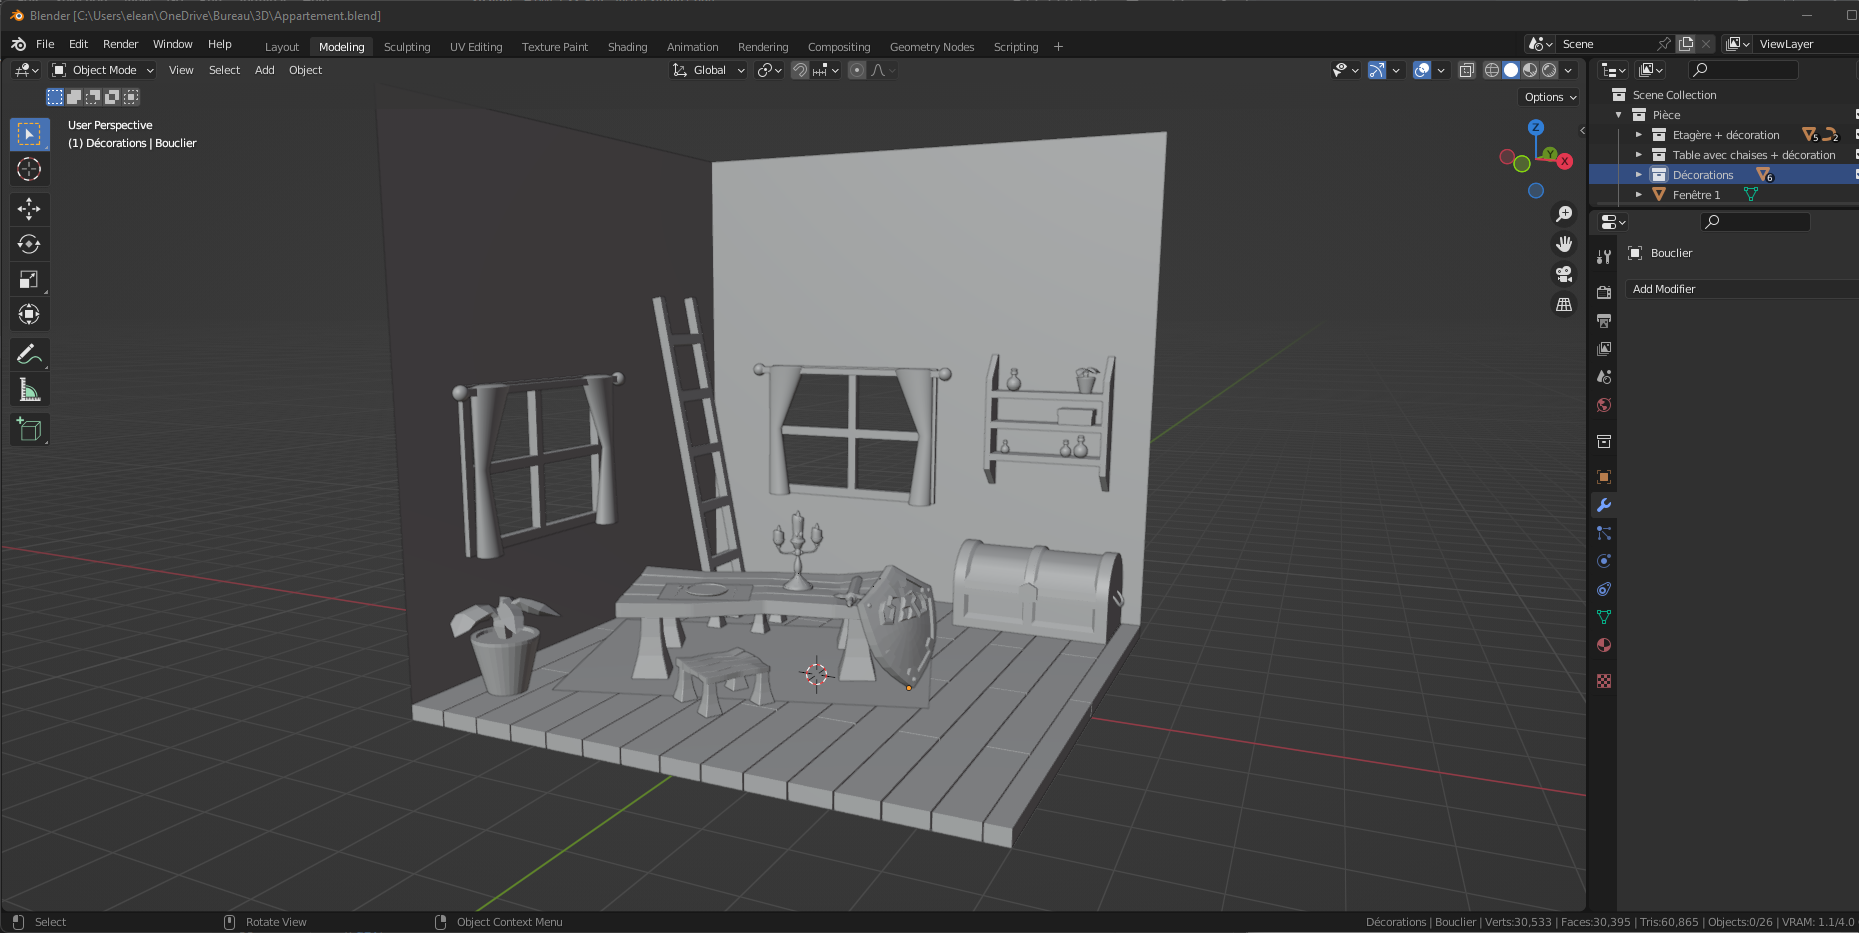 Blender [C:\Users\elean\OneDrive\Bureau\3D\Appartement.blend]
File Edit Render Window Help Layout Modeling Sculpting UV Editing Texture Paint Shading Animation Rendering Compositing Geometry Nodes Scripting + Scene ViewLayer
Object Mode View Select Add Object Global
Options
User Perspective
(1) Décorations | Bouclier
Z
Y
X
Scene Collection
Pièce
Etagère + décoration 5 2
Table avec chaises + décoration
Décorations 6
Fenêtre 1
Bouclier
Add Modifier
Select Rotate View Object Context Menu Décorations | Bouclier | Verts:30,533 | Faces:30,395 | Tris:60,865 | Objects:0/26 | VRAM: 1.1/4.0